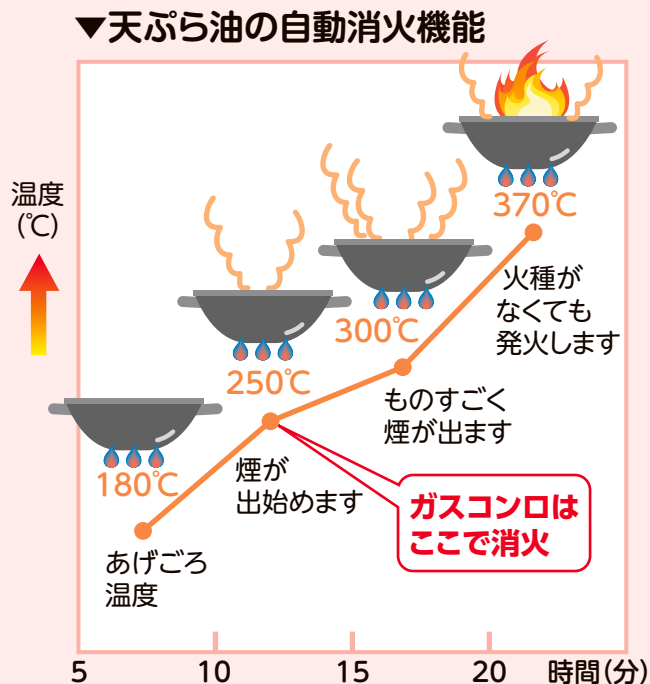 ▼天ぷら油の自動消火機能
温度
(℃)
370℃
火種が
なくても
発火します
300℃
ものすごく
煙が出ます
250℃
煙が
出始めます
ガスコンロは
ここで消火
180℃
あげごろ
温度
5 10 15 20 時間(分)